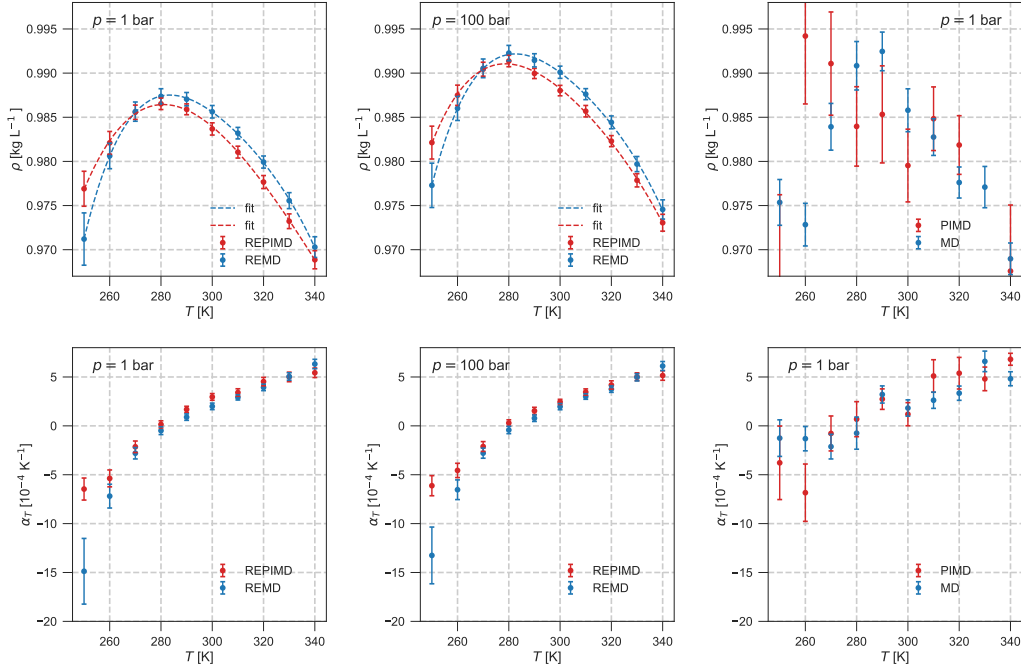 p = 1 bar
0.995
0.990
0.985
0.980
0.975
0.970
ρ [kg L⁻¹]
fit
fit
REPIMD
REMD
260 280 300 320 340
T [K]
p = 100 bar
0.995
0.990
0.985
0.980
0.975
0.970
ρ [kg L⁻¹]
fit
fit
REPIMD
REMD
260 280 300 320 340
T [K]
p = 1 bar
0.995
0.990
0.985
0.980
0.975
0.970
ρ [kg L⁻¹]
PIMD
MD
260 280 300 320 340
T [K]
p = 1 bar
5
0
−5
−10
−15
−20
α_T [10⁻⁴ K⁻¹]
REPIMD
REMD
260 280 300 320 340
T [K]
p = 100 bar
5
0
−5
−10
−15
−20
α_T [10⁻⁴ K⁻¹]
REPIMD
REMD
260 280 300 320 340
T [K]
p = 1 bar
5
0
−5
−10
−15
−20
α_T [10⁻⁴ K⁻¹]
PIMD
MD
260 280 300 320 340
T [K]